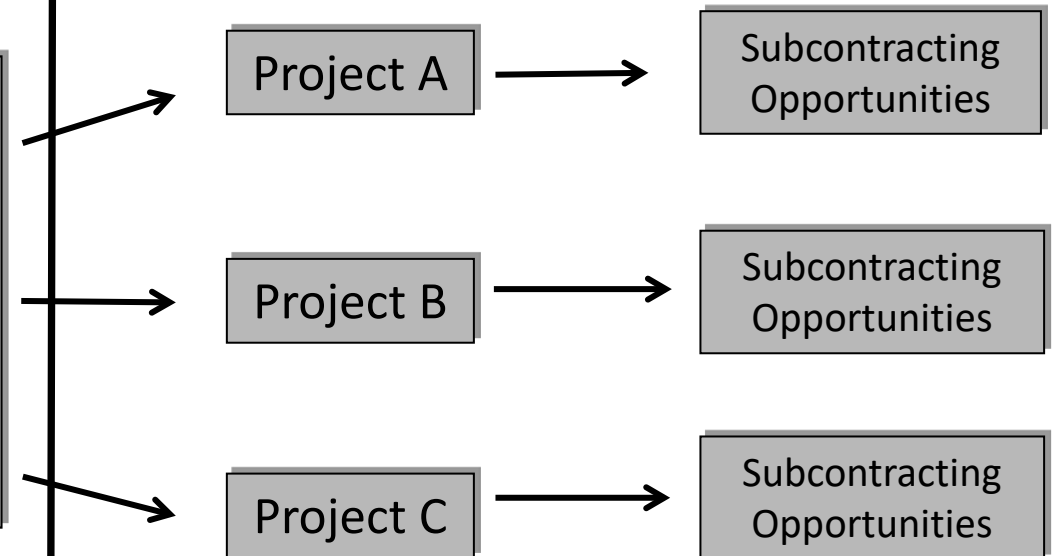 Project A
Subcontracting
Opportunities
Project B
Subcontracting
Opportunities
Project C
Subcontracting
Opportunities